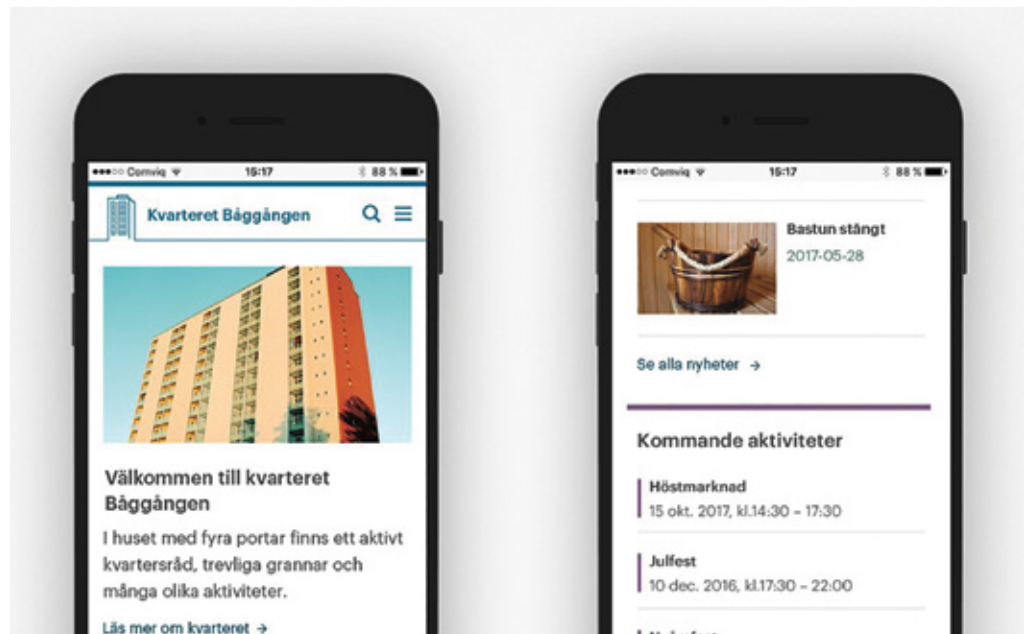 Comviq
15:17
88 %
Kvarteret Båggången
Välkommen till kvarteret
Båggången
I huset med fyra portar finns ett aktivt
kvartersråd, trevliga grannar och
många olika aktiviteter.
Läs mer om kvarteret →
Comviq
15:17
88 %
Bastun stängt
2017-05-28
Se alla nyheter →
Kommande aktiviteter
Höstmarknad
15 okt. 2017, kl.14:30 – 17:30
Julfest
10 dec. 2016, kl.17:30 – 22:00